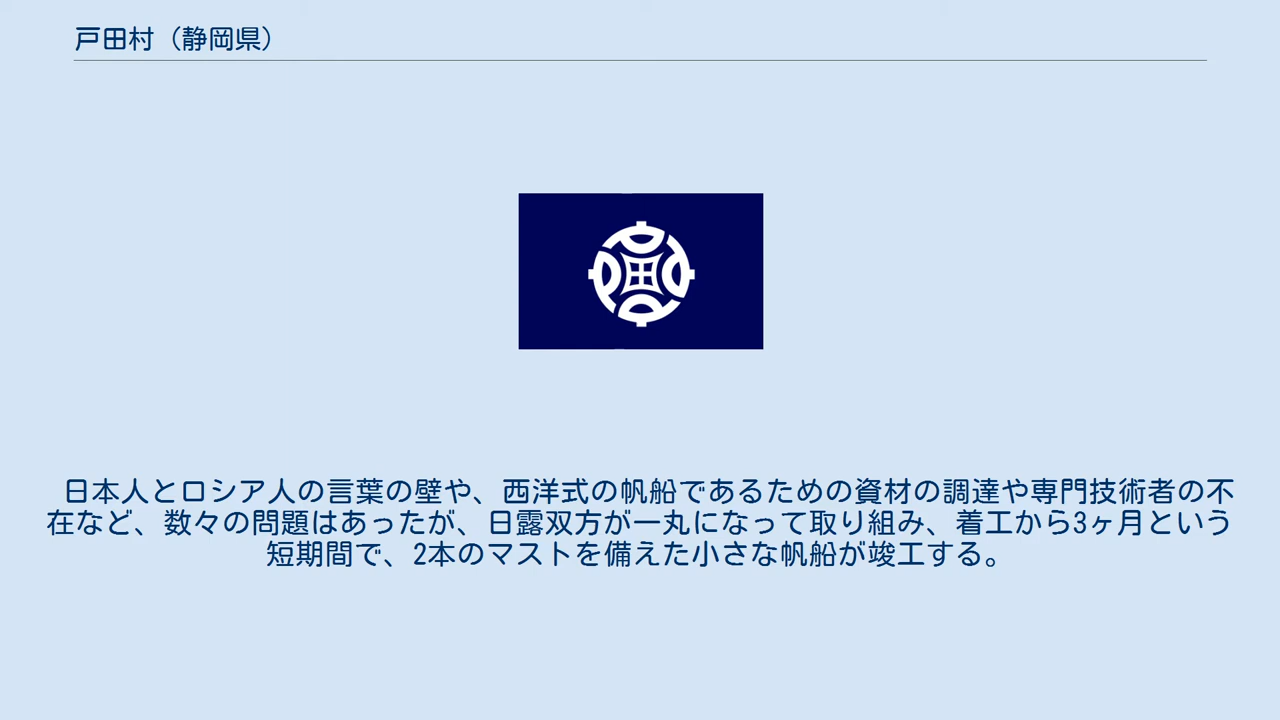 戸田村（静岡県）
日本人とロシア人の言葉の壁や、西洋式の帆船であるための資材の調達や専門技術者の不
在など、数々の問題はあったが、日露双方が一丸になって取り組み、着工から3ヶ月という
短期間で、2本のマストを備えた小さな帆船が竣工する。